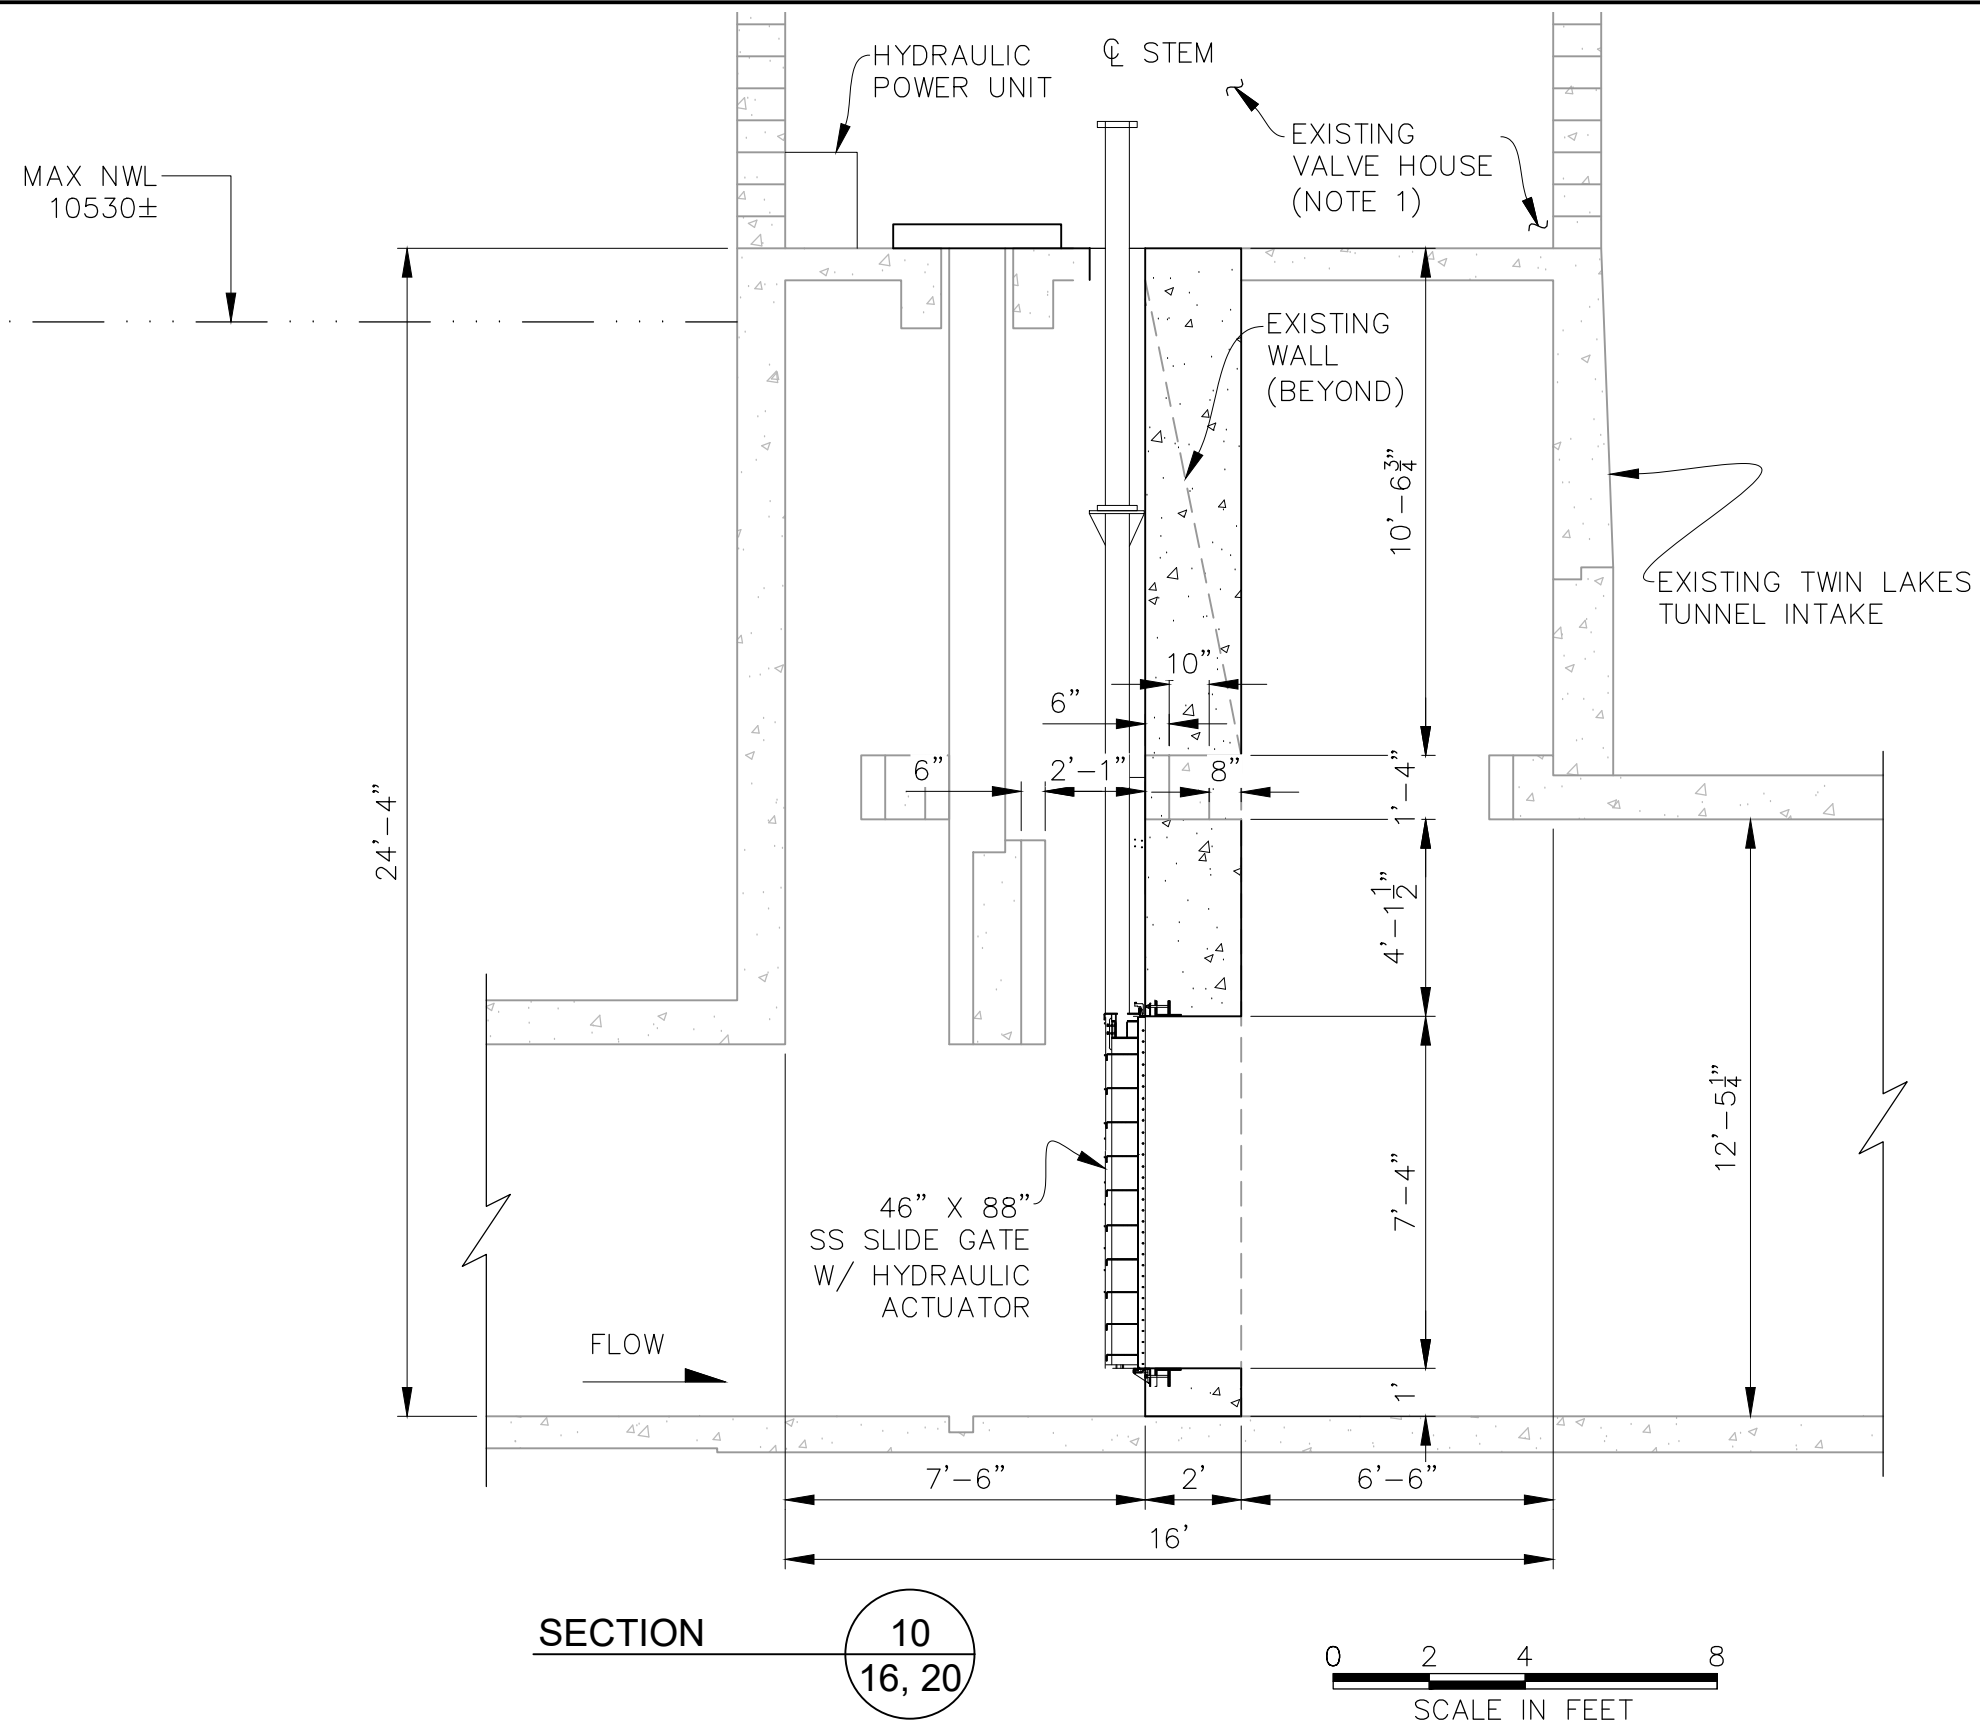 HYDRAULIC
POWER UNIT
℄ STEM
EXISTING
VALVE HOUSE
(NOTE 1)
MAX NWL
10530±
EXISTING
WALL
(BEYOND)
10'-6¾"
EXISTING TWIN LAKES
TUNNEL INTAKE
10"
6"
6"
2'-1"
8"
1'-4"
24'-4"
4'-1½"
12'-5¼"
7'-4"
46" X 88"
SS SLIDE GATE
W/ HYDRAULIC
ACTUATOR
FLOW
1'
7'-6"
2'
6'-6"
16'
SECTION
10
16, 20
0 2 4 8
SCALE IN FEET